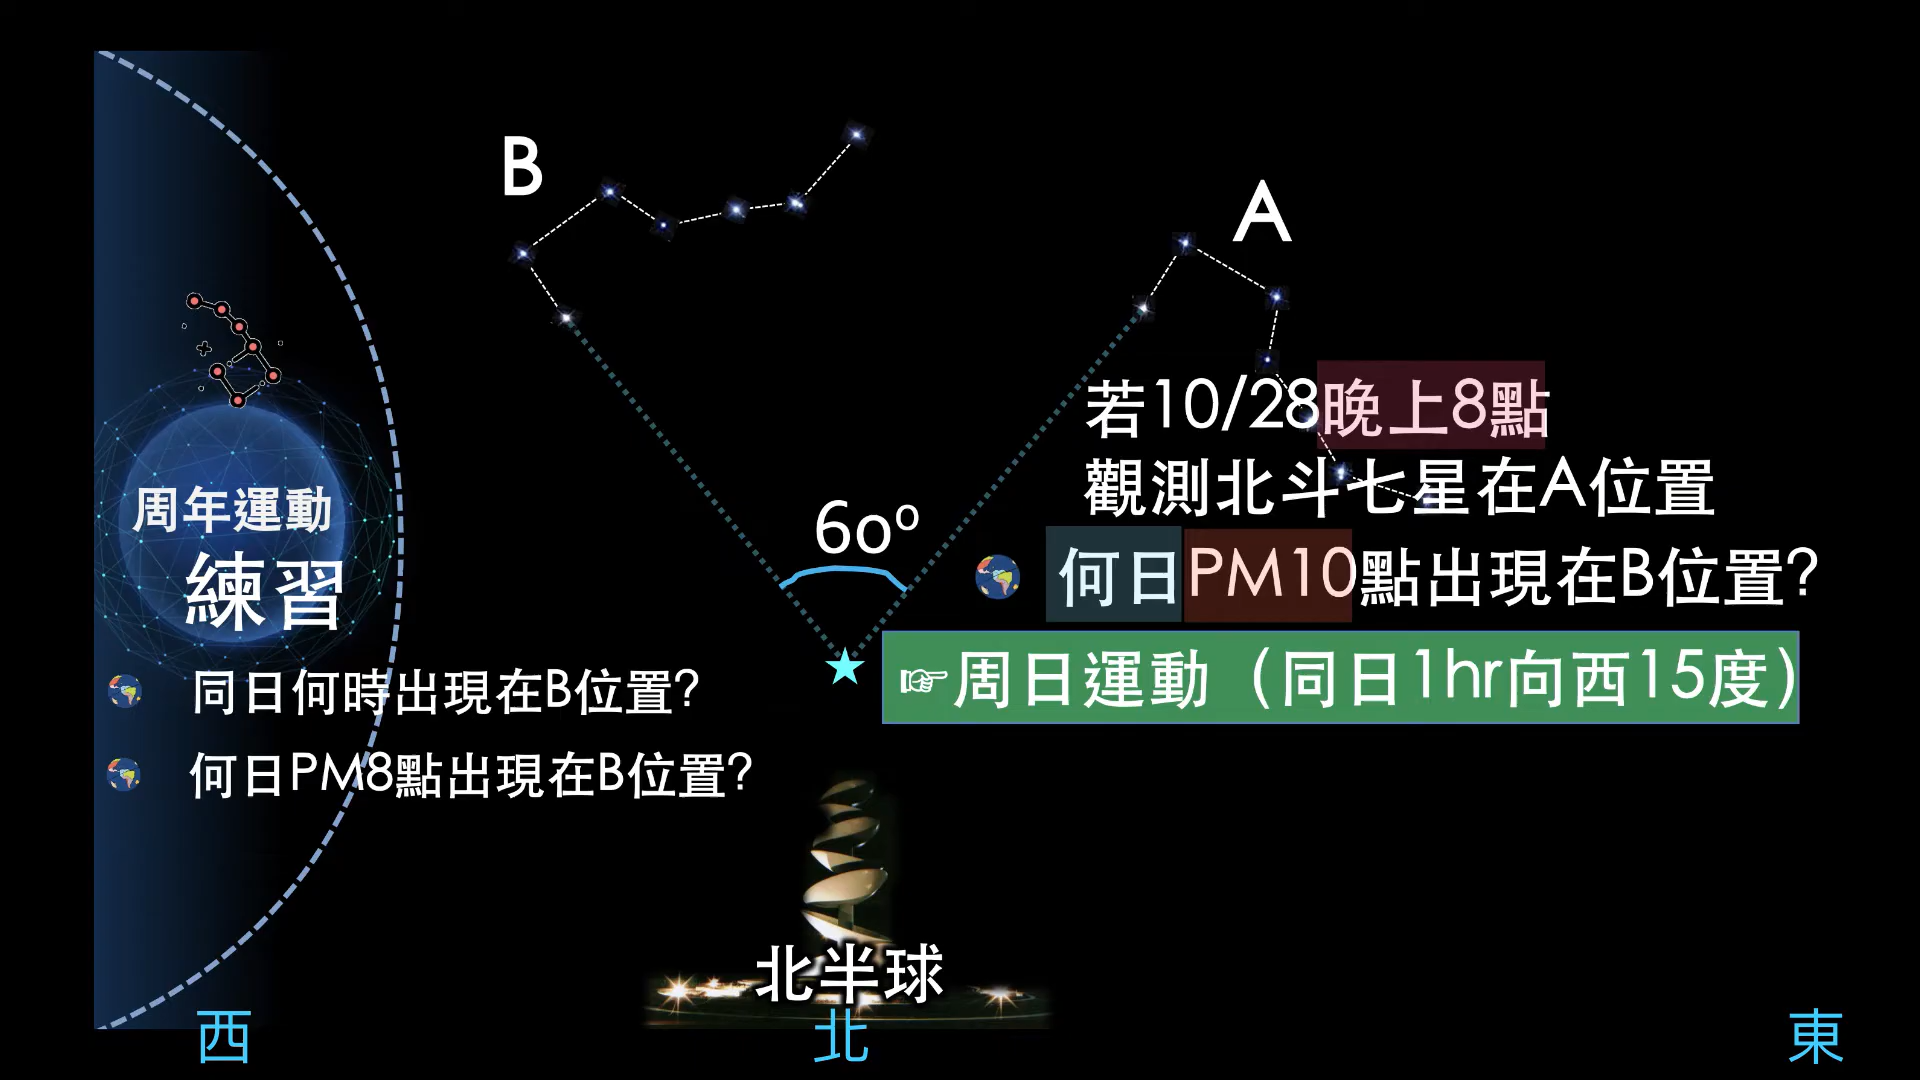 B
A
若10/28晚上8點
觀測北斗七星在A位置
60º
何日PM10點出現在B位置?
☞周日運動（同日1hr向西15度）
周年運動
練習
同日何時出現在B位置?
何日PM8點出現在B位置?
北半球
西
北
東